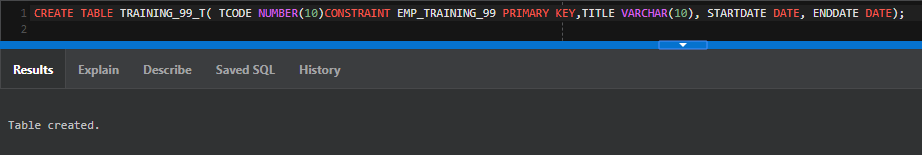 1 CREATE TABLE TRAINING_99_T( TCODE NUMBER(10)CONSTRAINT EMP_TRAINING_99 PRIMARY KEY,TITLE VARCHAR(10), STARTDATE DATE, ENDDATE DATE);
2
Results Explain Describe Saved SQL History
Table created.